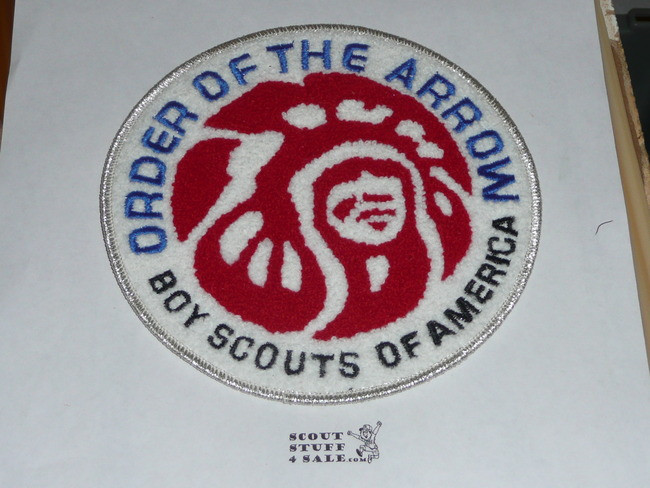 ORDER OF THE ARROW
BOY SCOUTS OF AMERICA
SCOUT
STUFF
4 SALE.com